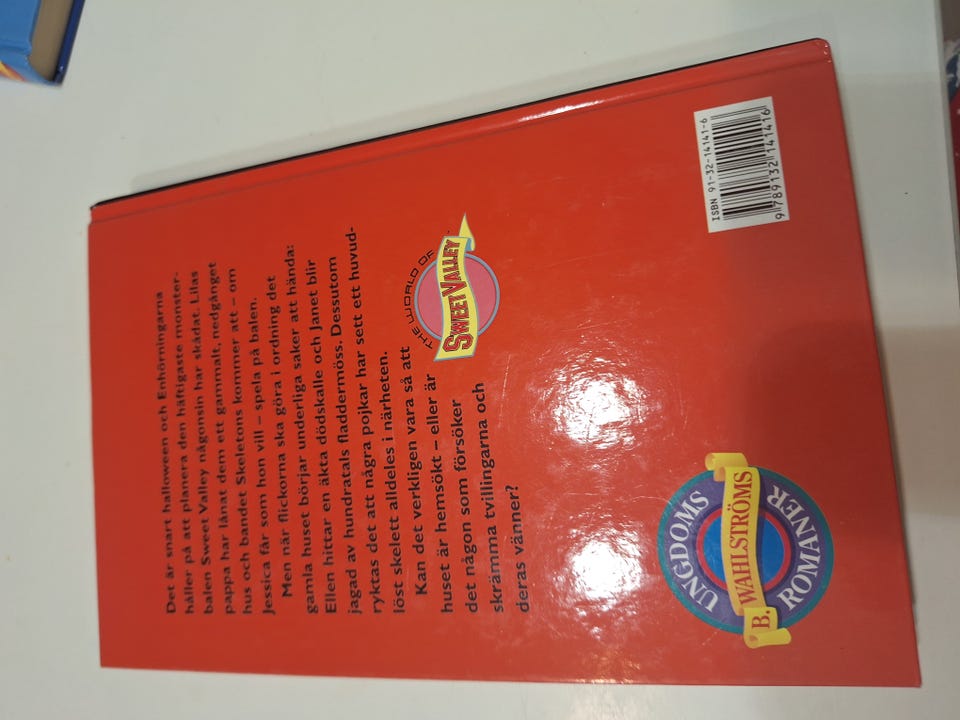 Det är snart halloween och Enhörningarna
håller på att planera den häftigaste monster-
balen Sweet Valley någonsin har skådat. Lilas
pappa har lånat dem ett gammalt, nedgånget
hus och bandet Skeletons kommer att – om
Jessica får som hon vill – spela på balen.
Men när flickorna ska göra i ordning det
gamla huset börjar underliga saker att hända:
Ellen hittar en äkta dödskalle och Janet blir
jagad av hundratals fladdermöss. Dessutom
ryktas det att några pojkar har sett ett huvud-
löst skelett alldeles i närheten.
Kan det verkligen vara så att
huset är hemsökt – eller är
det någon som försöker
skrämma tvillingarna och
deras vänner?
THE WORLD OF
SWEET VALLEY
UNGDOMS
B. WAHLSTRÖMS
ROMANER
ISBN 91-32-14141-6
9 789132 141416